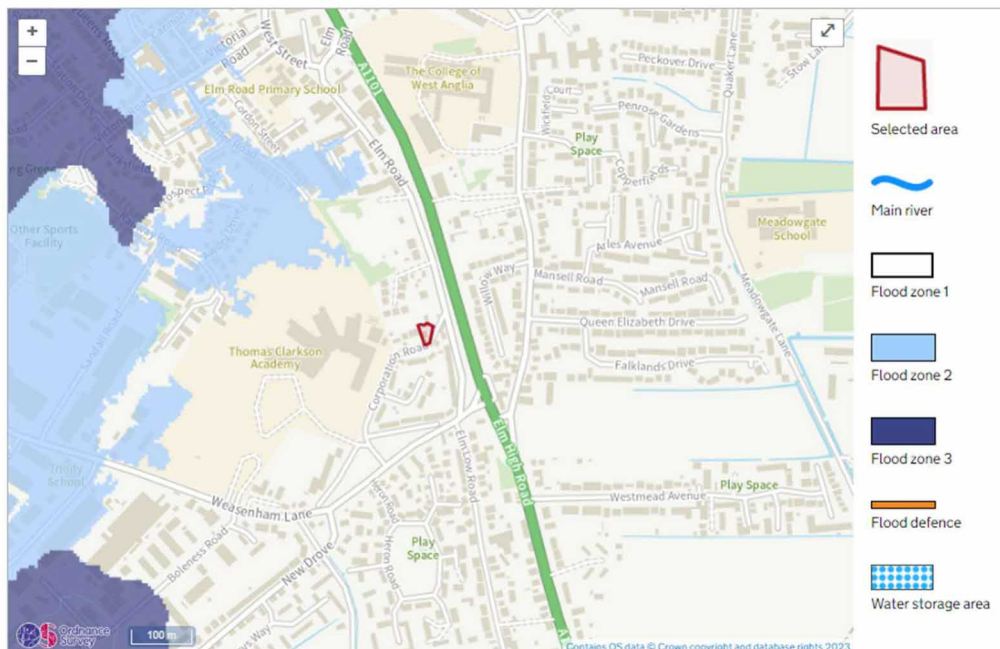 +
−
Victoria
Road
West Street
Elm
Road
A1101
Elm Road Primary School
The College of
West Anglia
Peckover Drive
Quaker Lane
Stow Lane
Cordon Street
Wickfield
Court
Penrose Gardens
Play
Space
Copperfields
Elm Road
Other Sports
Facility
Meadowgate
School
Arles Avenue
Mansell Road
Mansell Road
Willow Way
Meadowgate Lane
Queen Elizabeth Drive
Falklands Drive
Thomas Clarkson
Academy
Corporation Road
Trinity
School
Weasenham Lane
Elm Low Road
Elm High Road
Westmead Avenue
Play Space
Heron Road
Heron Road
Play
Space
Boleness Road
New Drove
Ordnance
Survey
100 m
Contains OS data © Crown copyright and database rights 2023
Selected area
Main river
Flood zone 1
Flood zone 2
Flood zone 3
Flood defence
Water storage area